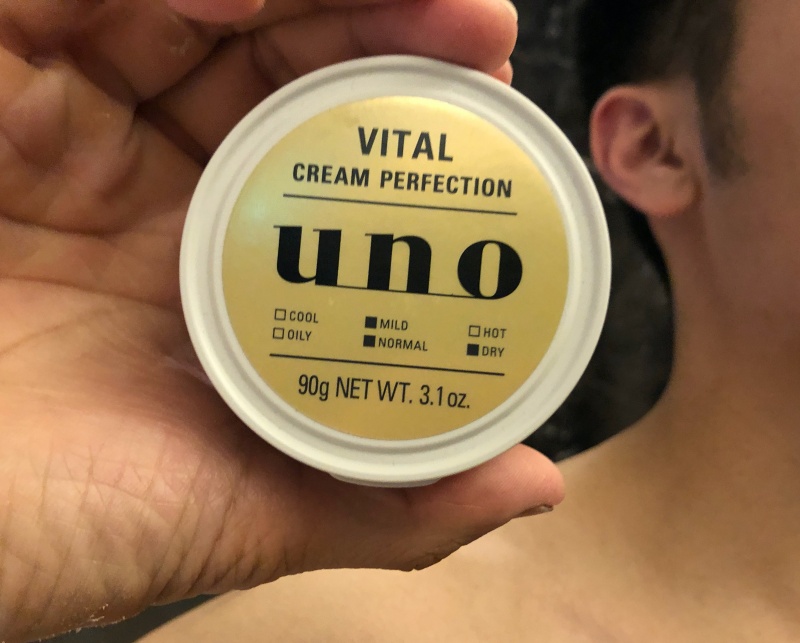 VITAL
CREAM PERFECTION
uno
□ COOL ■ MILD □ HOT
□ OILY ■ NORMAL ■ DRY
90g NET WT. 3.1 oz.